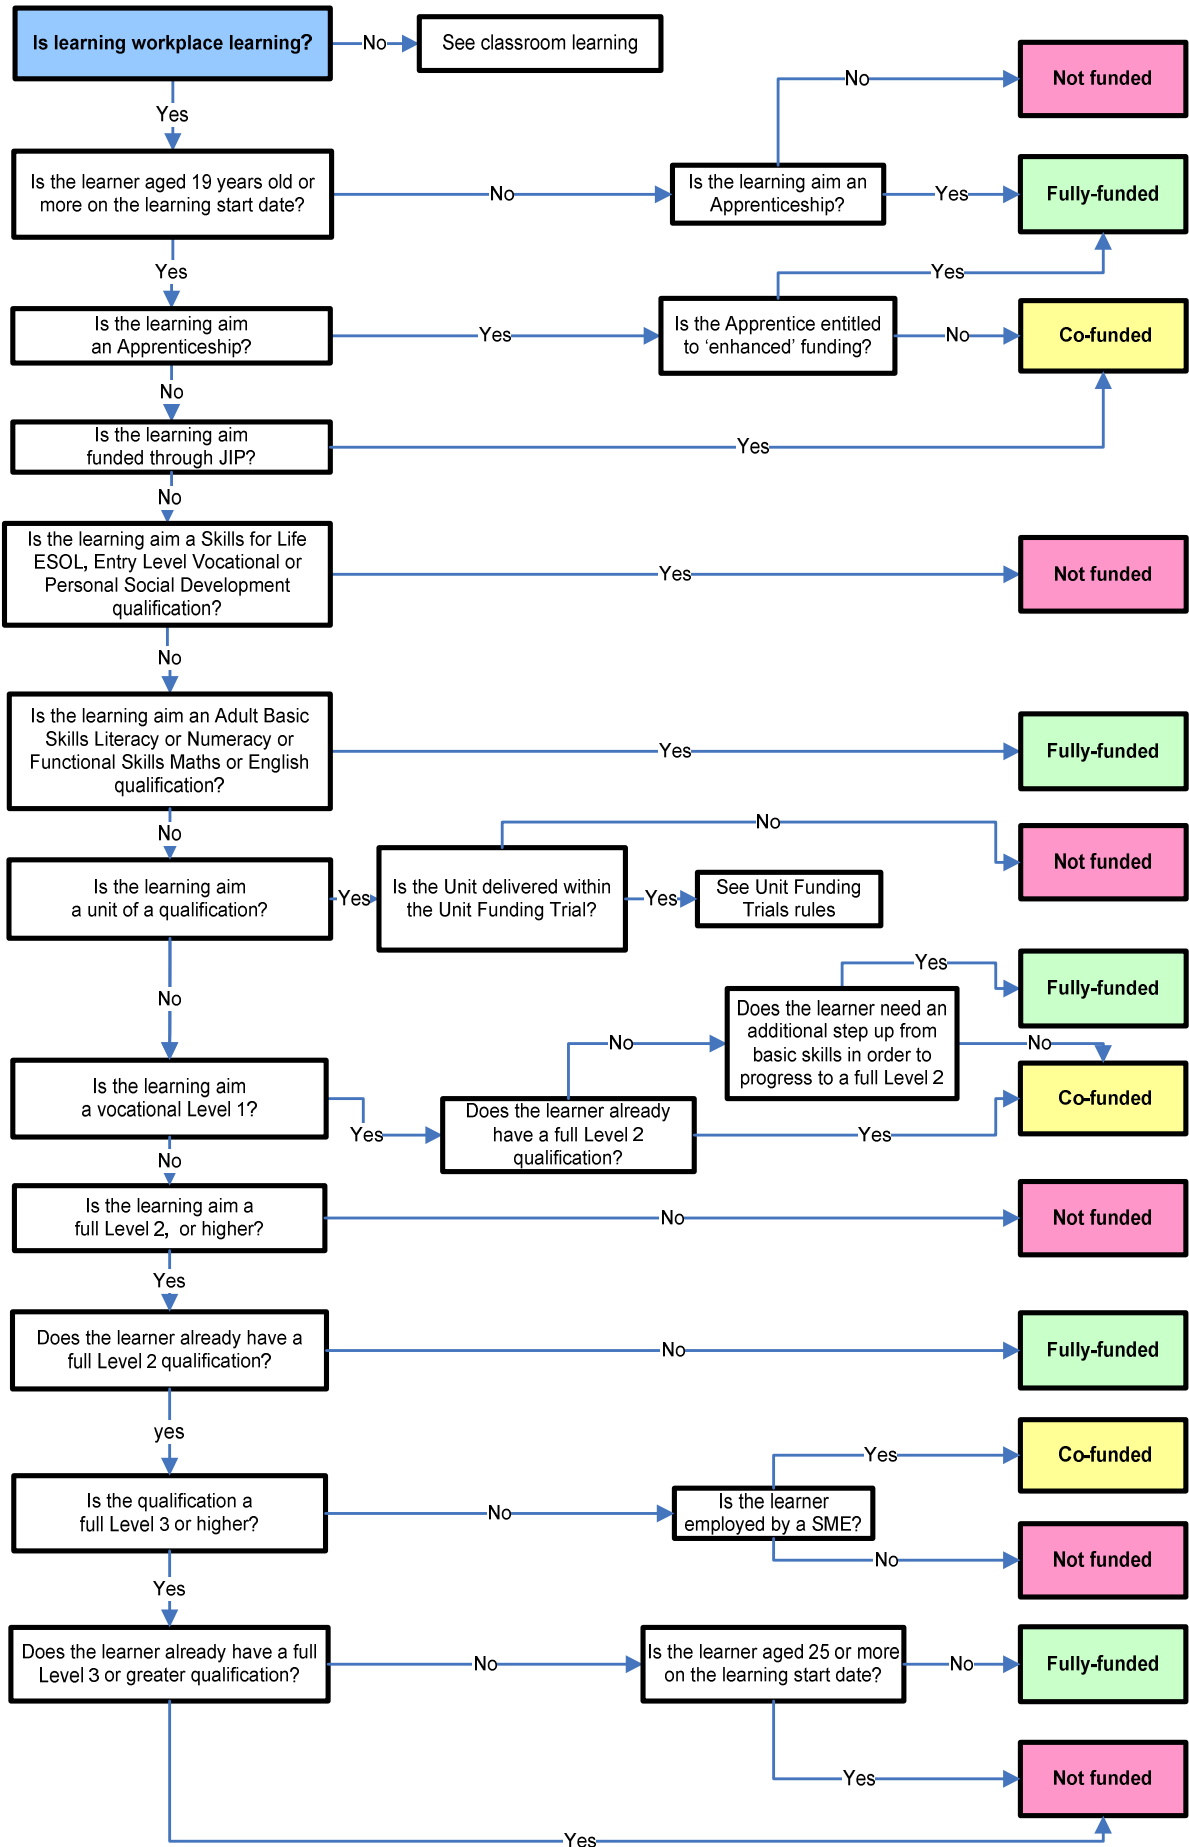 Is learning workplace learning?
No
See classroom learning
No
Not funded
Yes
Is the learner aged 19 years old or
more on the learning start date?
No
Is the learning aim an
Apprenticeship?
Yes
Fully-funded
Yes
Yes
Is the learning aim
an Apprenticeship?
Yes
Is the Apprentice entitled
to ‘enhanced’ funding?
No
Co-funded
No
Is the learning aim
funded through JIP?
Yes
No
Is the learning aim a Skills for Life
ESOL, Entry Level Vocational or
Personal Social Development
qualification?
Yes
Not funded
No
Is the learning aim an Adult Basic
Skills Literacy or Numeracy or
Functional Skills Maths or English
qualification?
Yes
Fully-funded
No
No
Not funded
Is the learning aim
a unit of a qualification?
Yes
Is the Unit delivered within
the Unit Funding Trial?
Yes
See Unit Funding
Trials rules
No
Yes
Fully-funded
Does the learner need an
additional step up from
basic skills in order to
progress to a full Level 2
No
No
Is the learning aim
a vocational Level 1?
Yes
Does the learner already
have a full Level 2
qualification?
Yes
Co-funded
No
Is the learning aim a
full Level 2, or higher?
No
Not funded
Yes
Does the learner already have a
full Level 2 qualification?
No
Fully-funded
yes
Yes
Co-funded
Is the qualification a
full Level 3 or higher?
No
Is the learner
employed by a SME?
No
Not funded
Yes
Does the learner already have a full
Level 3 or greater qualification?
No
Is the learner aged 25 or more
on the learning start date?
No
Fully-funded
Yes
Not funded
Yes